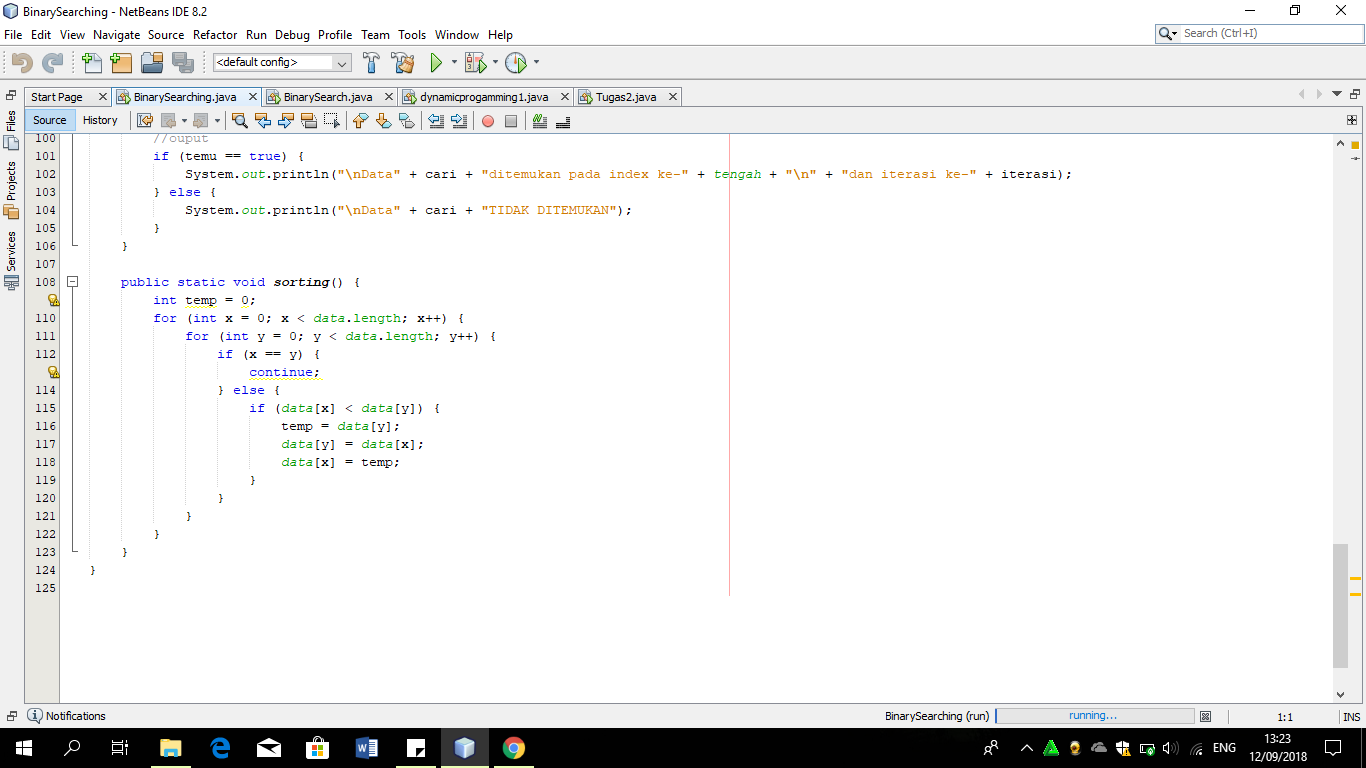 BinarySearching - NetBeans IDE 8.2
File Edit View Navigate Source Refactor Run Debug Profile Team Tools Window Help
Search (Ctrl+I)
<default config>
Start Page BinarySearching.java BinarySearch.java dynamicprogamming1.java Tugas2.java
Source History
Files
Projects
Services
100 //ouput
101 if (temu == true) {
102 System.out.println("\nData" + cari + "ditemukan pada index ke-" + tengah + "\n" + "dan iterasi ke-" + iterasi);
103 } else {
104 System.out.println("\nData" + cari + "TIDAK DITEMUKAN");
105 }
106 }
107
108 public static void sorting() {
int temp = 0;
110 for (int x = 0; x < data.length; x++) {
111 for (int y = 0; y < data.length; y++) {
112 if (x == y) {
continue;
114 } else {
115 if (data[x] < data[y]) {
116 temp = data[y];
117 data[y] = data[x];
118 data[x] = temp;
119 }
120 }
121 }
122 }
123 }
124 }
125
Notifications
BinarySearching (run) running... 1:1 INS
ENG
13:23
12/09/2018